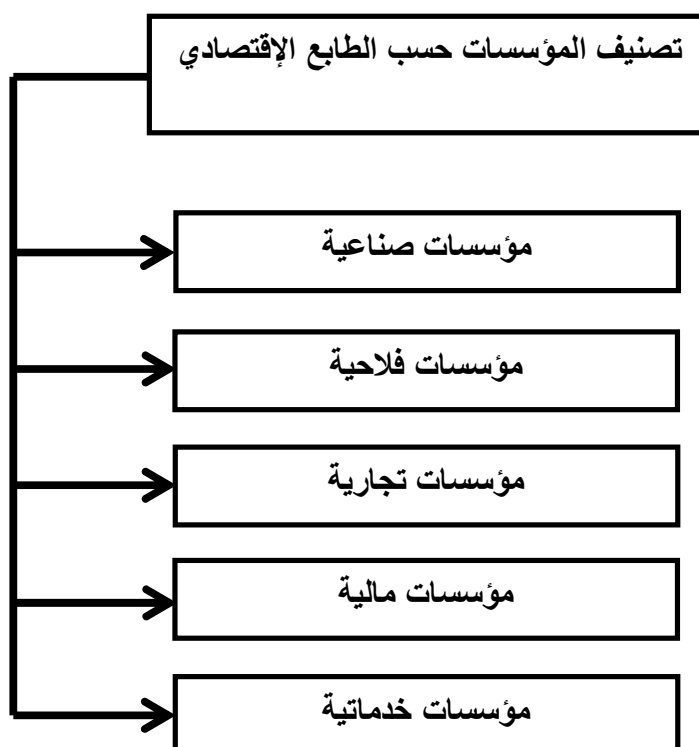 تصنيف المؤسسات حسب الطابع الإقتصادي
مؤسسات صناعية
مؤسسات فلاحية
مؤسسات تجارية
مؤسسات مالية
مؤسسات خدماتية